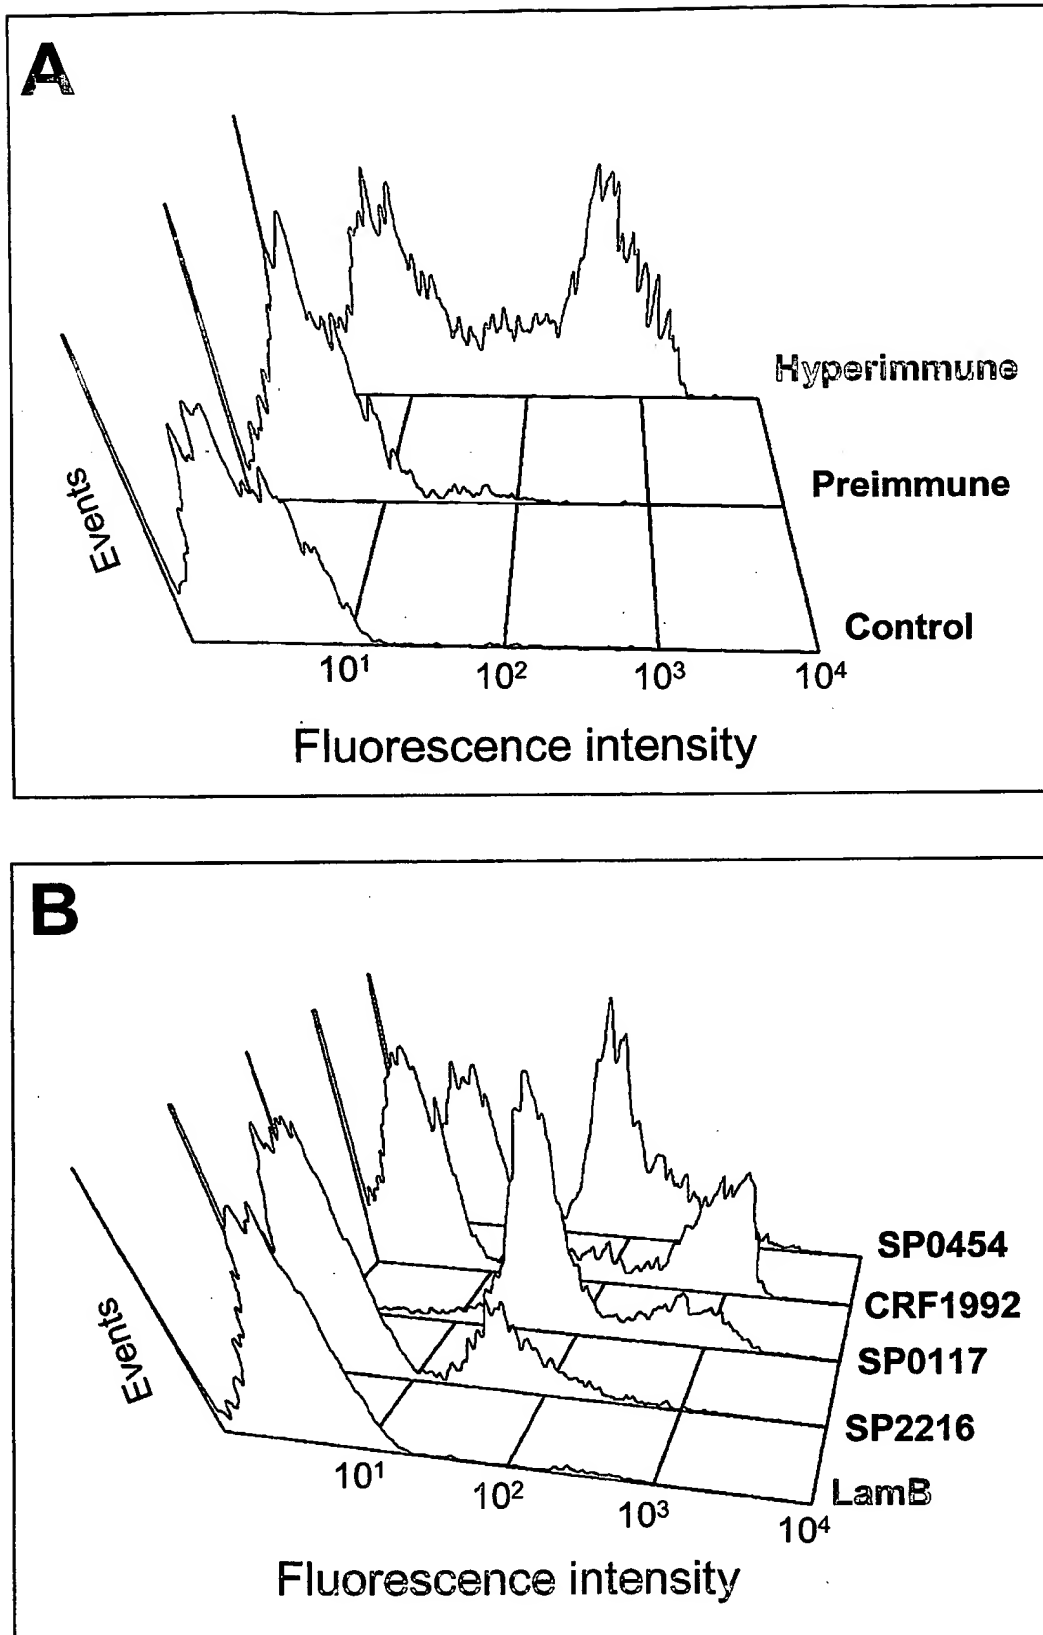 A
Hyperimmune
Preimmune
Control
Events
10¹ 10² 10³ 10⁴
Fluorescence intensity
B
SP0454
CRF1992
SP0117
SP2216
LamB
Events
10¹ 10² 10³ 10⁴
Fluorescence intensity